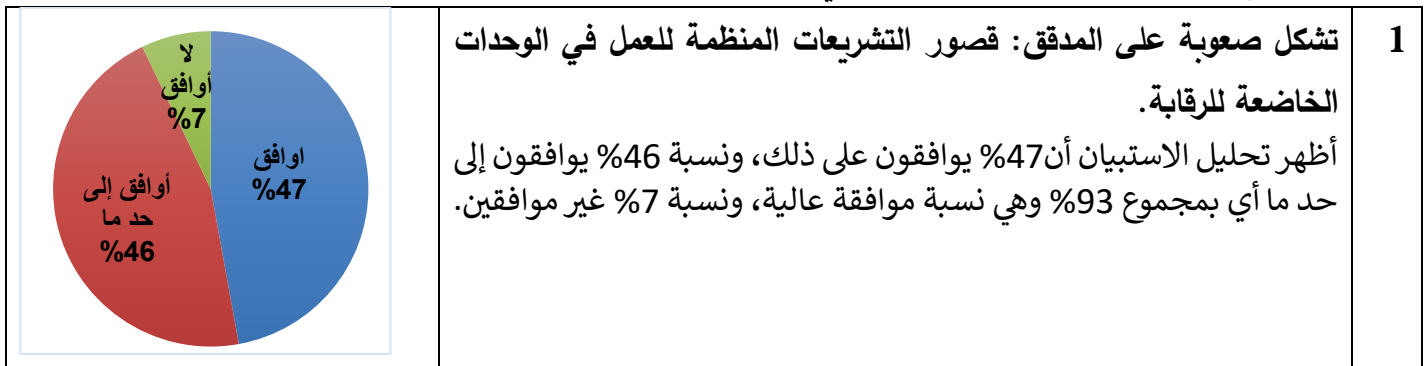 1
تشكل صعوبة على المدقق: قصور التشريعات المنظمة للعمل في الوحدات
الخاضعة للرقابة.
أظهر تحليل الاستبيان أن47% يوافقون على ذلك، ونسبة 46% يوافقون إلى
حد ما أي بمجموع 93% وهي نسبة موافقة عالية، ونسبة 7% غير موافقين.
لا
أوافق
%7
اوافق
%47
أوافق إلى
حد ما
%46